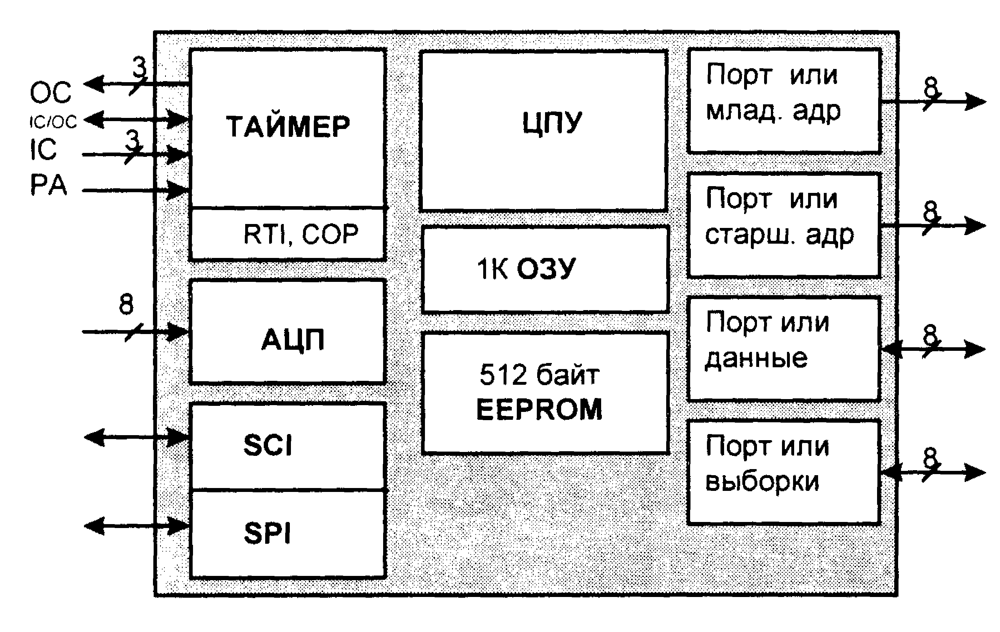 3
OC
IC/OC
3
IC
PA
ТАЙМЕР
RTI, COP
8
АЦП
SCI
SPI
ЦПУ
1К ОЗУ
512 байт
EEPROM
Порт или
млад. адр
8
Порт или
старш. адр
8
Порт или
данные
8
Порт или
выборки
8